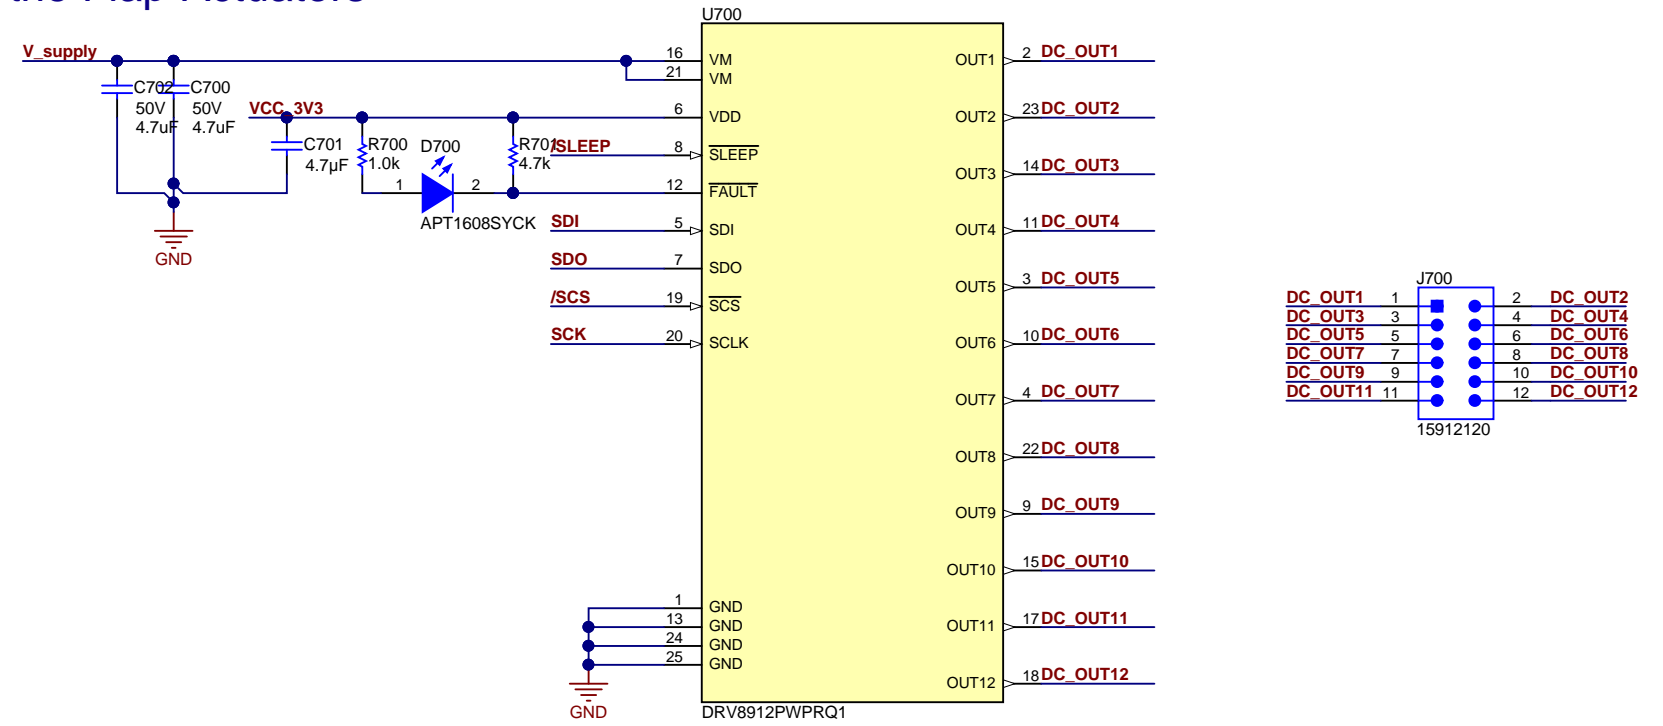 the Flap Actuators
U700
V_supply
16 VM
21 VM
C702
50V
4.7uF
C700
50V
4.7uF
VCC_3V3
6 VDD
C701
4.7µF
R700
1.0k
D700
1
2
APT1608SYCK
R701
4.7k
/SLEEP
8 SLEEP
12 FAULT
SDI 5 SDI
SDO 7 SDO
/SCS 19 SCS
SCK 20 SCLK
GND
1 GND
13 GND
24 GND
25 GND
GND
OUT1 2 DC_OUT1
OUT2 23 DC_OUT2
OUT3 14 DC_OUT3
OUT4 11 DC_OUT4
OUT5 3 DC_OUT5
OUT6 10 DC_OUT6
OUT7 4 DC_OUT7
OUT8 22 DC_OUT8
OUT9 9 DC_OUT9
OUT10 15 DC_OUT10
OUT11 17 DC_OUT11
OUT12 18 DC_OUT12
DRV8912PWPRQ1
J700
DC_OUT1 1 2 DC_OUT2
DC_OUT3 3 4 DC_OUT4
DC_OUT5 5 6 DC_OUT6
DC_OUT7 7 8 DC_OUT8
DC_OUT9 9 10 DC_OUT10
DC_OUT11 11 12 DC_OUT12
15912120